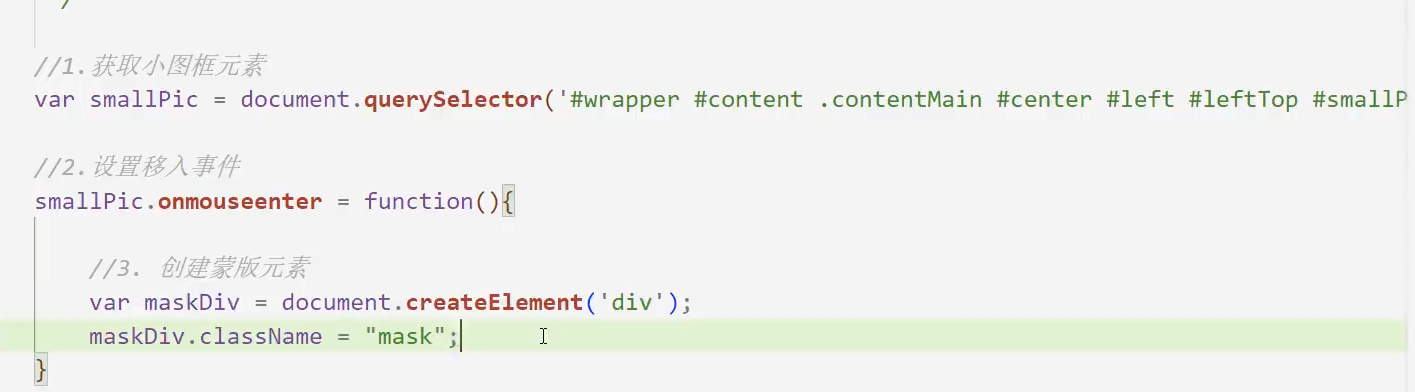 */
//1.获取小图框元素
var smallPic = document.querySelector('#wrapper #content .contentMain #center #left #leftTop #smallP
//2.设置移入事件
smallPic.onmouseenter = function(){
//3. 创建蒙版元素
var maskDiv = document.createElement('div');
maskDiv.className = "mask";
}